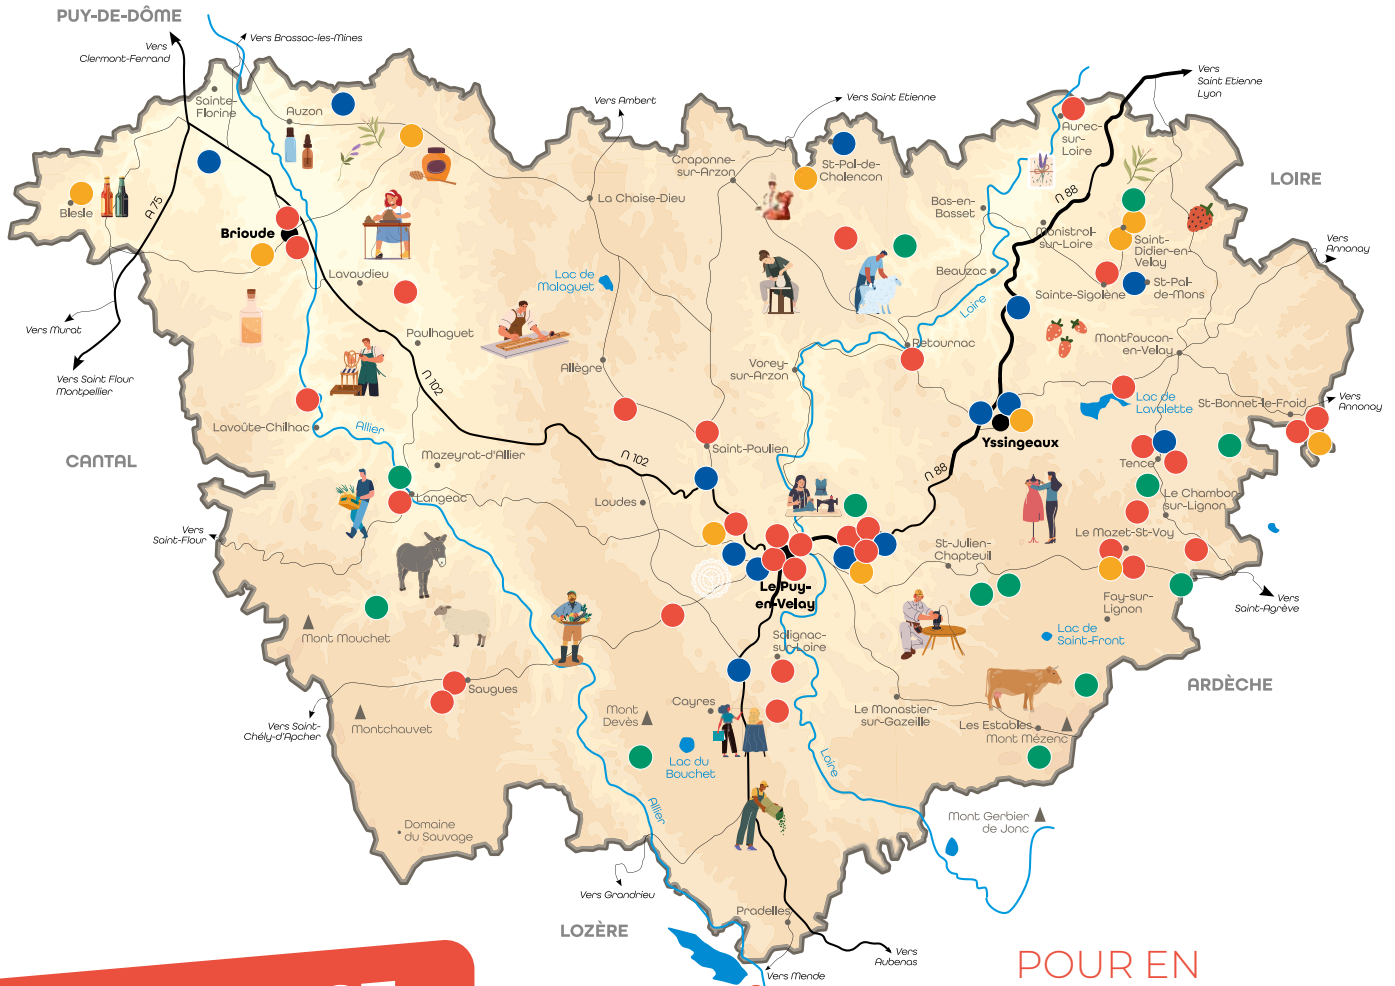 PUY-DE-DÔME
Vers
Clermont-Ferrand
Vers Brassac-les-Mines
Sainte-
Florine
Auzon
Vers Ambert
Vers Saint Etienne
Vers
Saint Etienne
Lyon
Aurec-
sur-
Loire
Craponne-
sur-Arzon
St-Pal-de-
Chalencon
LOIRE
Blesle
A 75
La Chaise-Dieu
Bas-en-
Basset
N 88
Monistrol-
sur-Loire
Saint-
Didier-en-
Velay
Vers
Annonay
Brioude
Lavaudieu
Lac de
Malaguet
Beauzac
Sainte-Sigolène
St-Pal-
de-Mons
Loire
Vers Murat
Paulhaguet
Retournac
Montfaucon-
en-Velay
Vorey-
sur-Arzon
Allègre
Vers Saint Flour
Montpellier
N 102
Lac de
Lavalette
St-Bonnet-le-Froid
Vers
Annonay
Lavoûte-Chilhac
Allier
Yssingeaux
Saint-Paulien
CANTAL
Mazeyrat-d'Allier
N 102
N 88
Tence
Langeac
Loudes
Le Chambon-
sur-Lignon
Vers
Saint-Flour
Le Mazet-St-Voy
St-Julien-
Chapteuil
Le Puy-
en-Velay
Fay-sur-
Lignon
Vers
Saint-Agrève
Mont Mouchet
Lac de
Saint-Front
Solignac-
sur-Loire
Saugues
ARDÈCHE
Cayres
Mont
Devès
Le Monastier-
sur-Gazeille
Les Estables
Mont Mézenc
Vers Saint-
Chély-d'Apcher
Montchauvet
Lac du
Bouchet
Loire
Allier
Mont Gerbier
de Jonc
Domaine
du Sauvage
Vers Grandrieu
Pradelles
LOZÈRE
Vers
Aubenas
Vers Mende
POUR EN